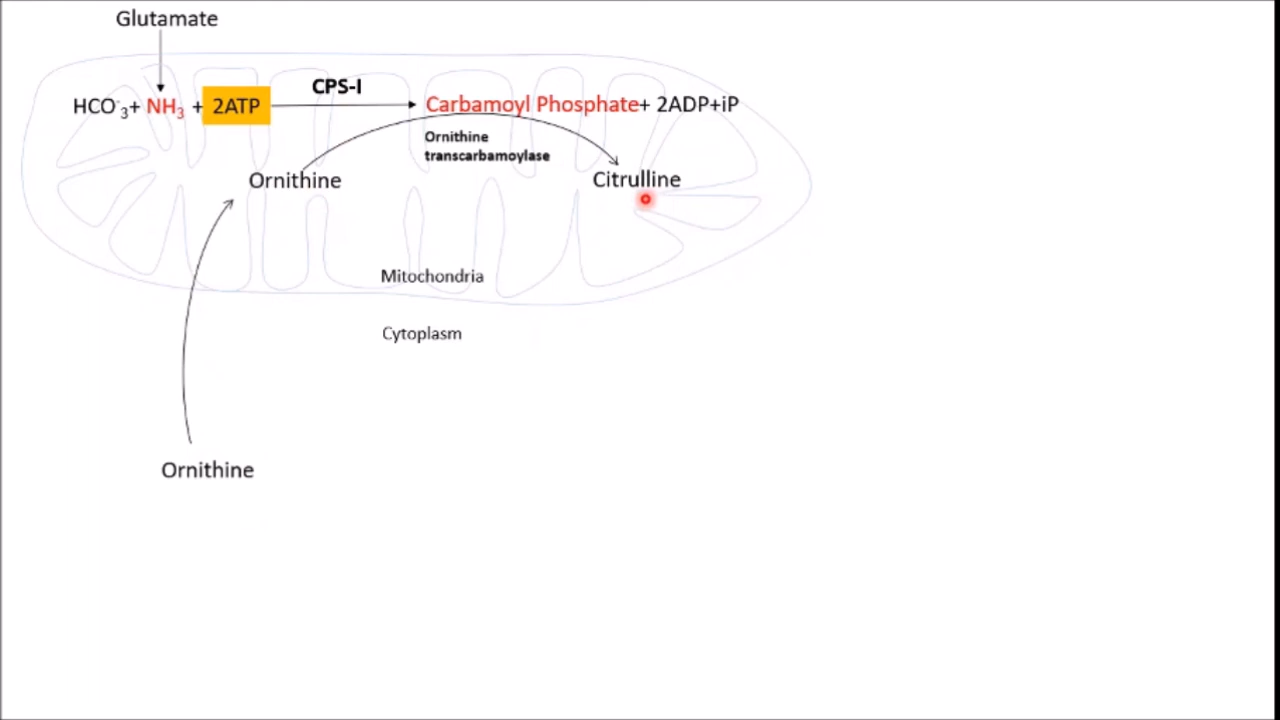 Glutamate
HCO⁻₃+ NH₃ + 2ATP
CPS-I
Carbamoyl Phosphate+ 2ADP+iP
Ornithine
transcarbamoylase
Ornithine
Citrulline
Mitochondria
Cytoplasm
Ornithine